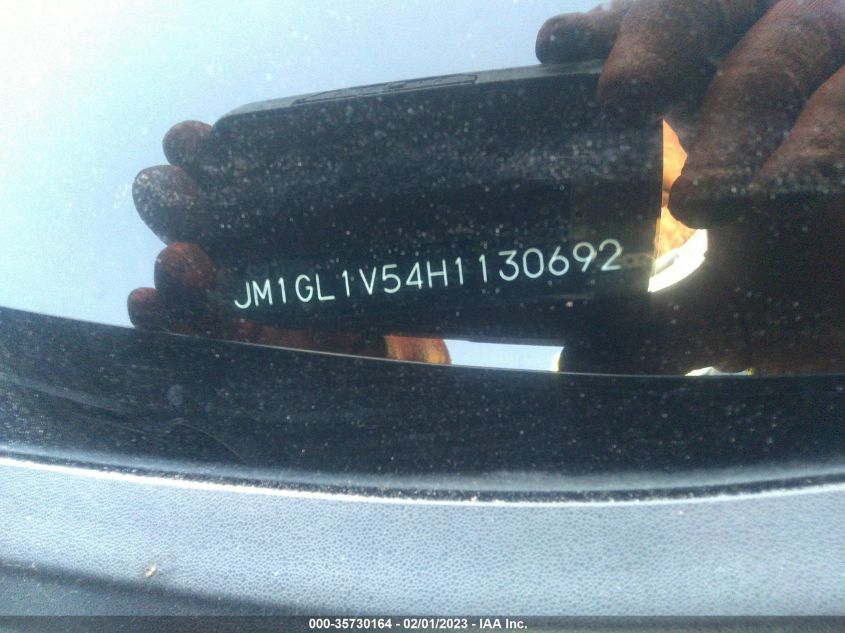 JM1GL1V54H1130692
000-35730164 - 02/01/2023 - IAA Inc.